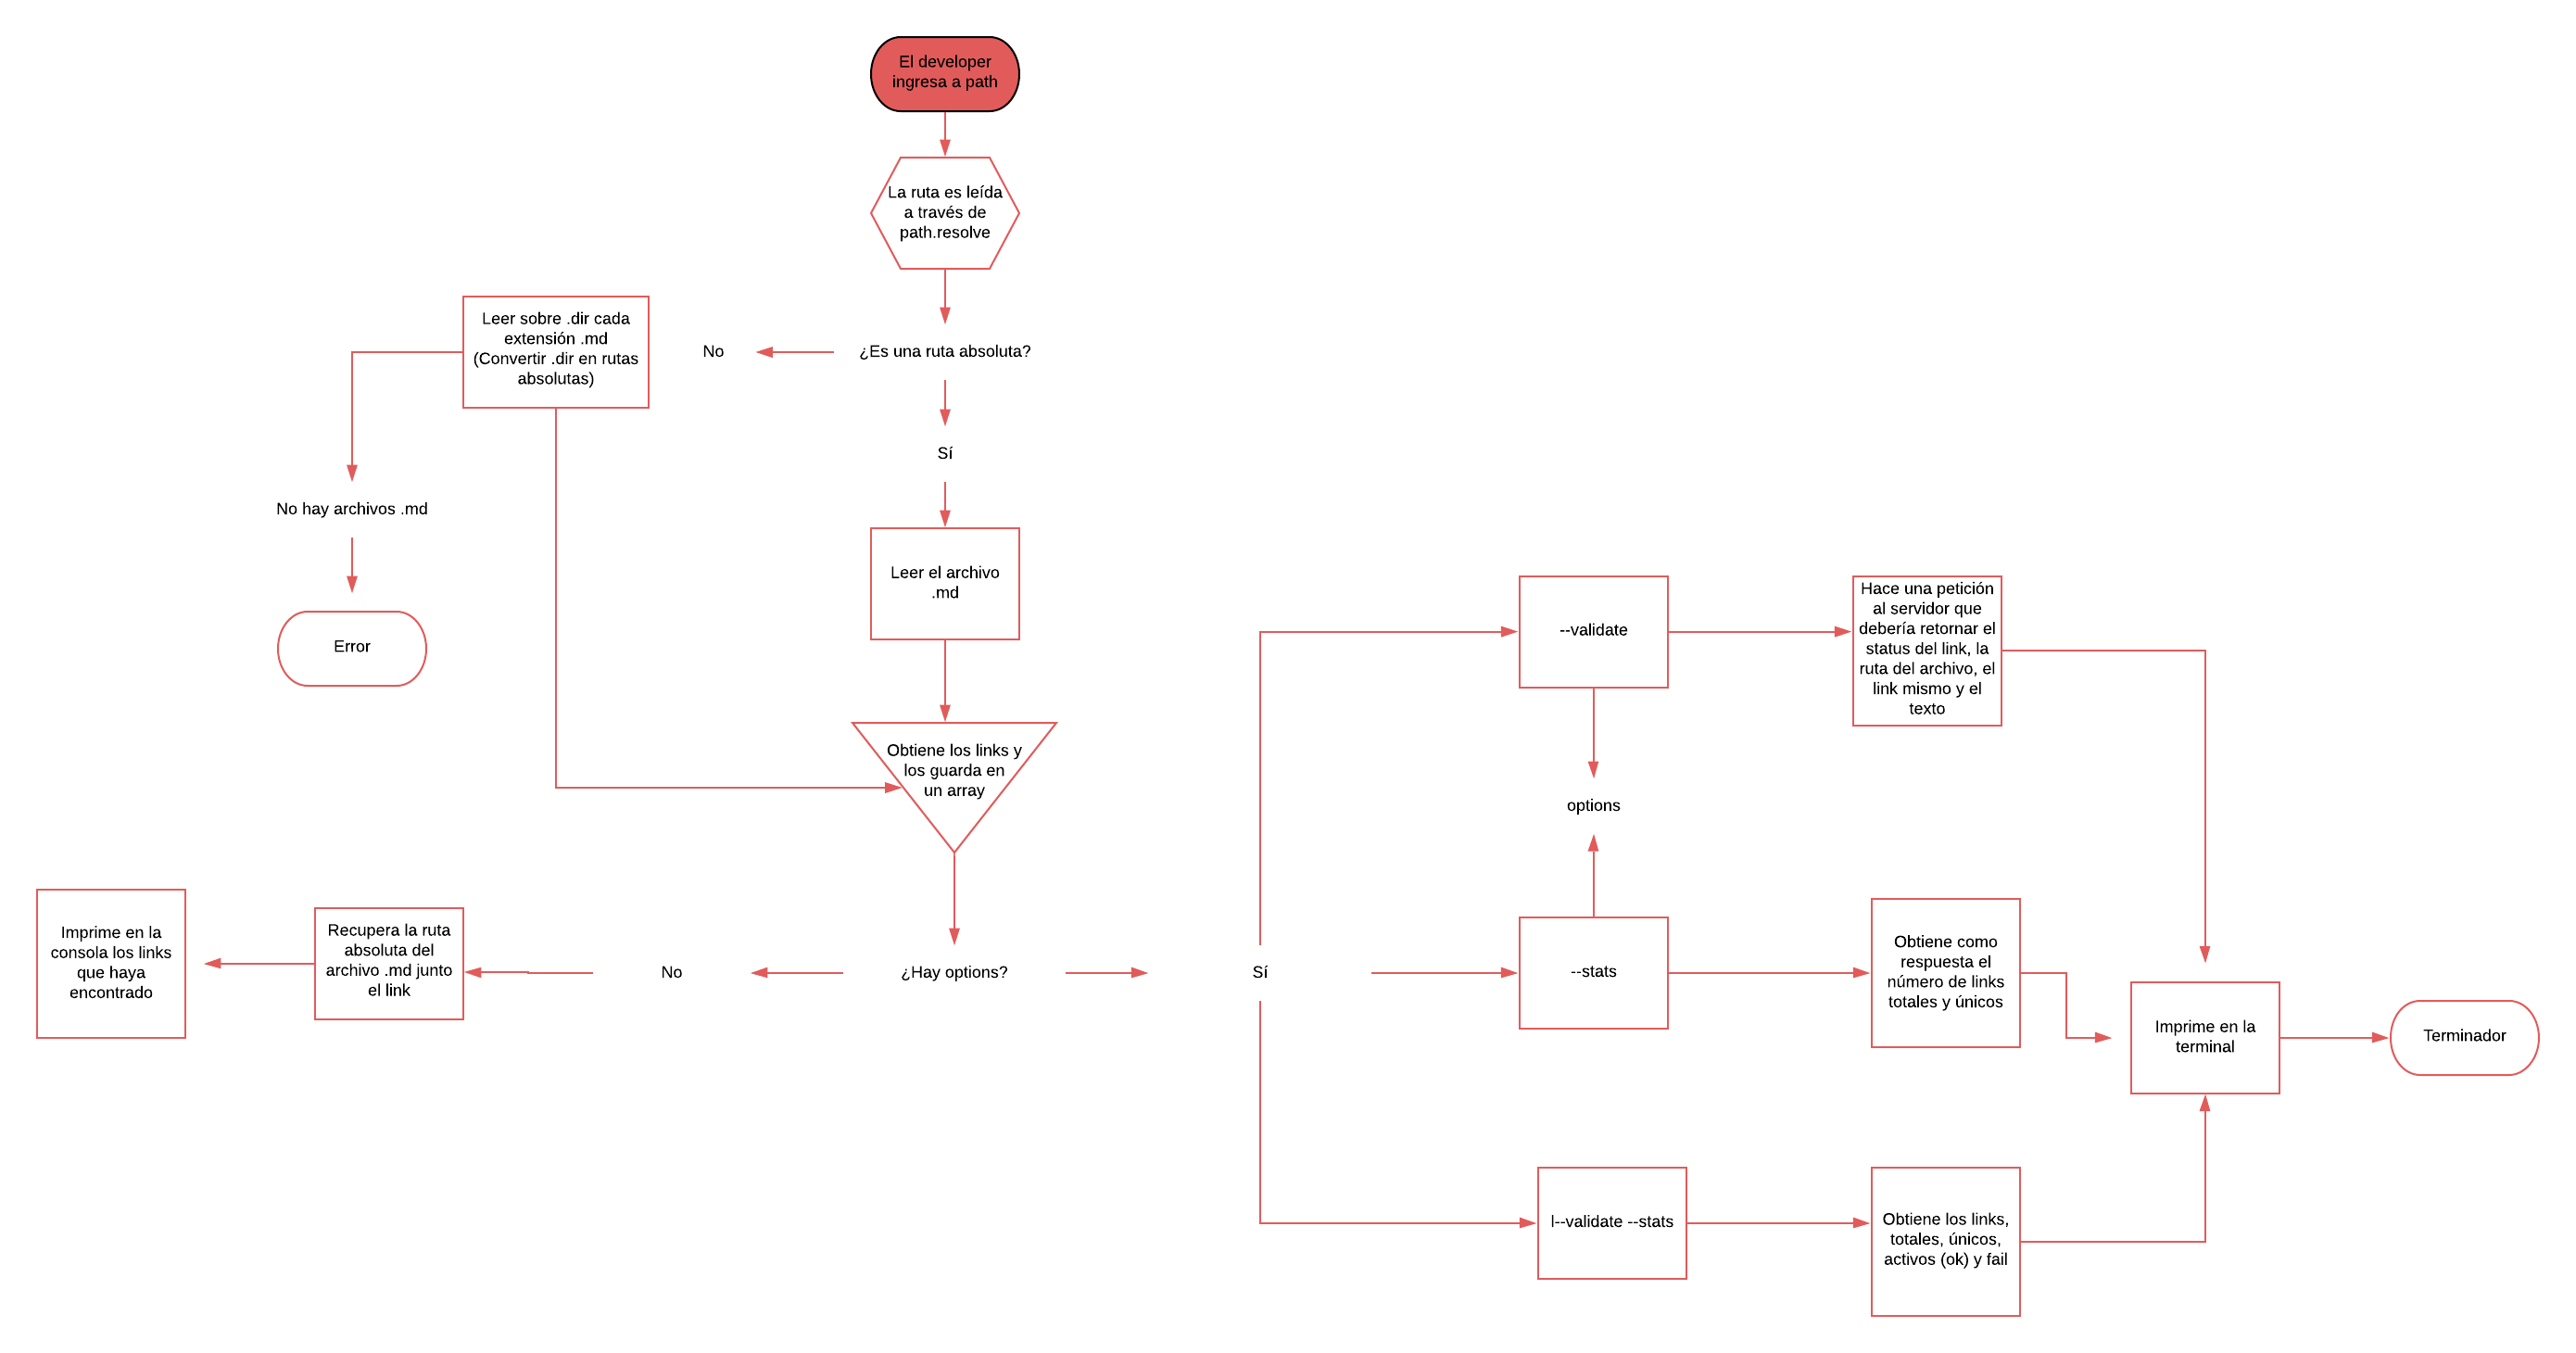 El developer
ingresa a path
La ruta es leída
a través de
path.resolve
Leer sobre .dir cada
extensión .md
(Convertir .dir en rutas
absolutas)
No
¿Es una ruta absoluta?
Sí
No hay archivos .md
Error
Leer el archivo
.md
Obtiene los links y
los guarda en
un array
Imprime en la
consola los links
que haya
encontrado
Recupera la ruta
absoluta del
archivo .md junto
el link
No
¿Hay options?
Sí
--validate
Hace una petición
al servidor que
debería retornar el
status del link, la
ruta del archivo, el
link mismo y el
texto
options
--stats
Obtiene como
respuesta el
número de links
totales y únicos
Imprime en la
terminal
Terminador
l--validate --stats
Obtiene los links,
totales, únicos,
activos (ok) y fail